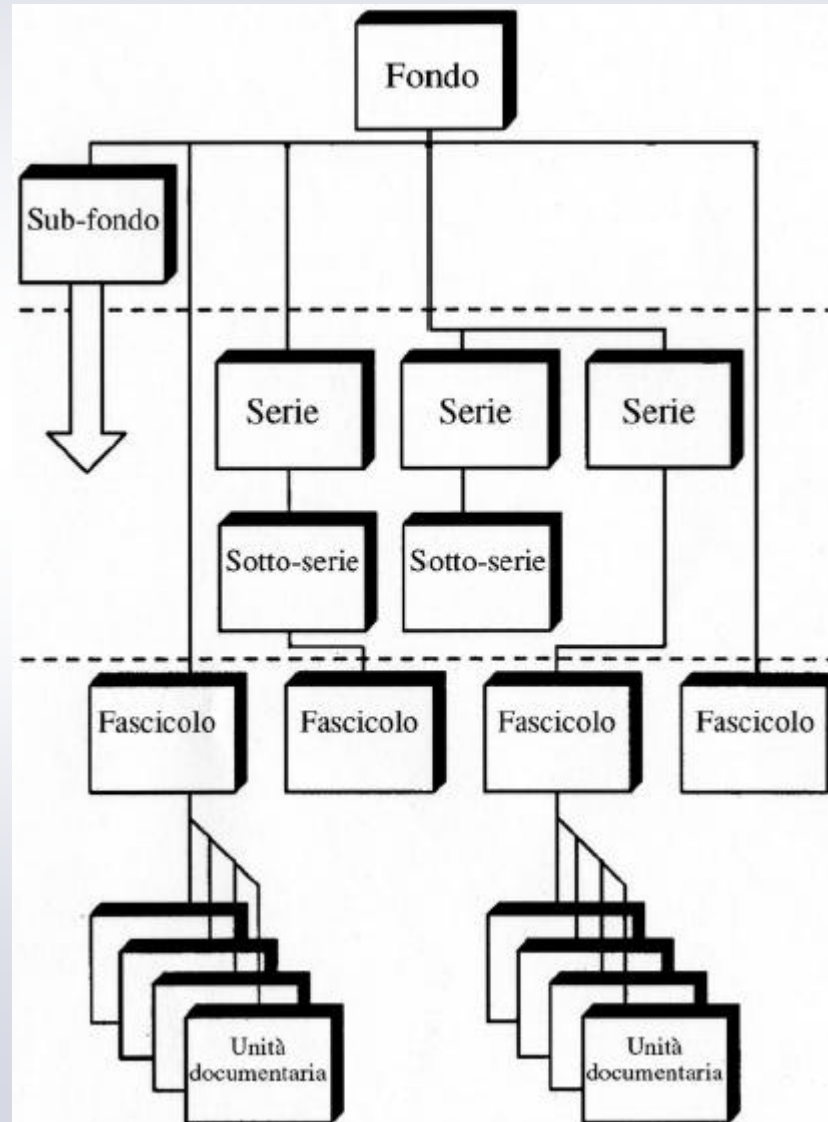 Fondo
Sub-fondo
Serie
Serie
Serie
Sotto-serie
Sotto-serie
Fascicolo
Fascicolo
Fascicolo
Fascicolo
Unità
documentaria
Unità
documentaria